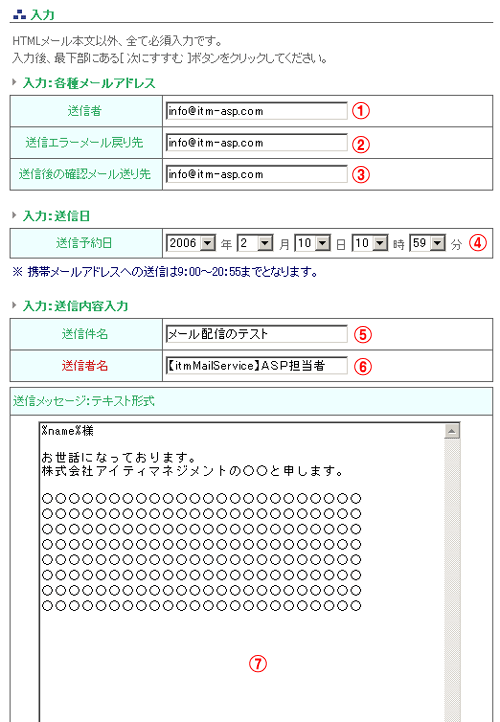 入力
HTMLメール本文以外、全て必須入力です。
入力後、最下部にある[ 次にすすむ ]ボタンをクリックしてください。
入力：各種メールアドレス
送信者 info@itm-asp.com ①
送信エラーメール戻り先 info@itm-asp.com ②
送信後の確認メール送り先 info@itm-asp.com ③
入力：送信日
送信予約日 2006 年 2 月 10 日 10 時 59 分 ④
※ 携帯メールアドレスへの送信は9:00～20:55までとなります。
入力：送信内容入力
送信件名 メール配信のテスト ⑤
送信者名 【itmMailService】ASP担当者 ⑥
送信メッセージ：テキスト形式
%name%様
お世話になっております。
株式会社アイティマネジメントの○○と申します。
○○○○○○○○○○○○○○○○○○○○○○○○
○○○○○○○○○○○○○○○○○○○○○○○○
○○○○○○○○○○○○○○○○○○○○○○○○
○○○○○○○○○○○○○○○○○○○○○○○○
○○○○○○○○○○○○○○○○○○○○○○○○
○○○○○○○○○○○○○○○○○○○○○○○○
○○○○○○○○○○○○○○○○○○○○○○○○
○○○○○○○○○○○○○○○○○○○○○○○○
⑦